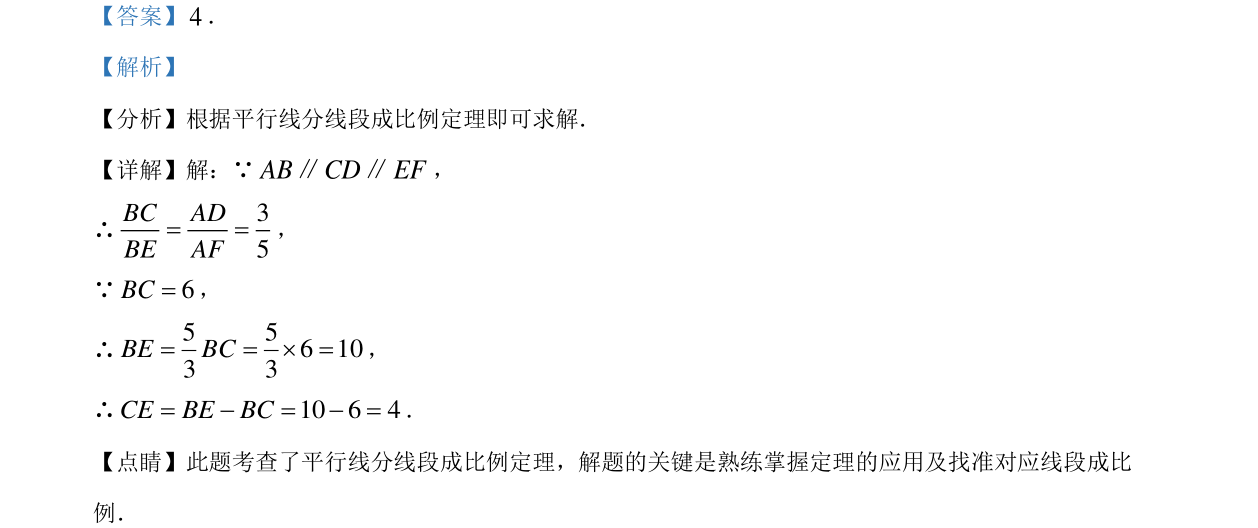 【答案】4．
【解析】
【分析】根据平行线分线段成比例定理即可求解．
【详解】解：∵ AB // CD // EF，
∴ BC/BE = AD/AF = 3/5，
∵ BC = 6，
∴ BE = 5/3 BC = 5/3 × 6 = 10，
∴ CE = BE − BC = 10 − 6 = 4．
【点睛】此题考查了平行线分线段成比例定理，解题的关键是熟练掌握定理的应用及找准对应线段成比
例．